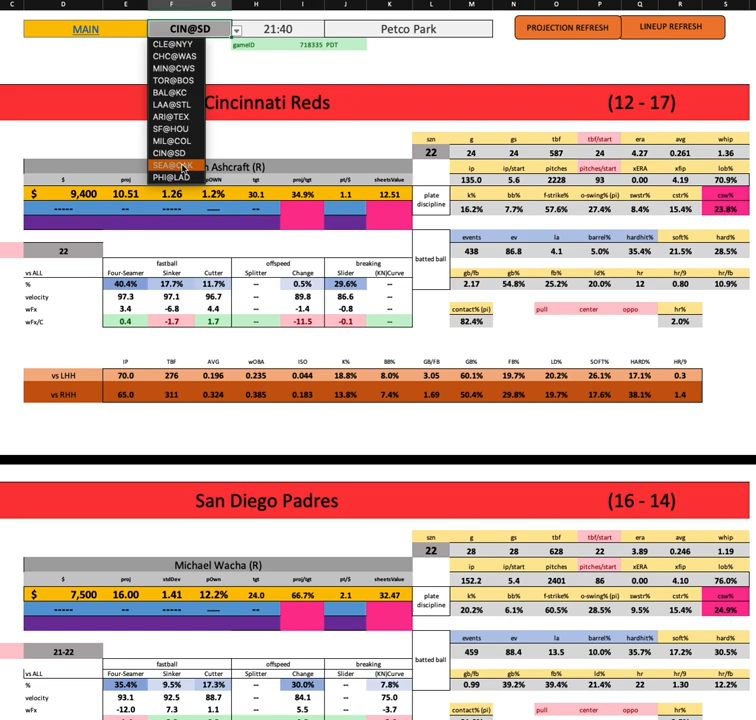 C D E F G H I J K L M N O P Q R S
MAIN CIN@SD 21:40 Petco Park PROJECTION REFRESH LINEUP REFRESH
gameID 718335 PDT
CLE@NYY
CHC@WAS
MIN@CWS
TOR@BOS
BAL@KC
LAA@STL
ARI@TEX
SF@HOU
MIL@COL
CIN@SD
SEA@OAK
PHI@LAD
Cincinnati Reds (12 - 17)
szn g gs tbf tbf/start era avg whip
22 24 24 587 24 4.27 0.261 1.36
Ashcraft (R)
ip ip/start pitches pitches/start xERA xfip lob%
135.0 5.6 2228 93 0.00 4.19 70.9%
$ proj pOWN tgt proj/tgt pt/$ sheetsValue
$ 9,400 10.51 1.26 1.2% 30.1 34.9% 1.1 12.51
plate discipline
k% bb% f-strike% o-swing% (pi) swstr% cstr% csw%
16.2% 7.7% 57.6% 27.4% 8.4% 15.4% 23.8%
----- -- ----- — --
22
batted ball
events ev la barrel% hardhit% soft% hard%
438 86.8 4.1 5.0% 35.4% 21.5% 28.5%
fastball offspeed breaking
vs ALL Four-Seamer Sinker Cutter Splitter Change Slider (KN)Curve
% 40.4% 17.7% 11.7% -- 0.5% 29.6% --
velocity 97.3 97.1 96.7 -- 89.8 86.6 --
wFx 3.4 -6.8 4.4 -- -1.4 -0.8 --
wFx/C 0.4 -1.7 1.7 -- -11.5 -0.1 --
gb/fb gb% fb% ld% hr hr/9 hr/fb
2.17 54.8% 25.2% 20.0% 12 0.80 10.9%
contact% (pi) pull center oppo hr%
82.4% 2.0%
IP TBF AVG wOBA ISO K% BB% GB/FB GB% FB% LD% SOFT% HARD% HR/9
vs LHH 70.0 276 0.196 0.235 0.044 18.8% 8.0% 3.05 60.1% 19.7% 20.2% 26.1% 17.1% 0.3
vs RHH 65.0 311 0.324 0.385 0.183 13.8% 7.4% 1.69 50.4% 29.8% 19.7% 17.6% 38.1% 1.4
San Diego Padres (16 - 14)
szn g gs tbf tbf/start era avg whip
22 28 28 628 22 3.89 0.246 1.19
Michael Wacha (R)
ip ip/start pitches pitches/start xERA xfip lob%
152.2 5.4 2401 86 0.00 4.10 76.0%
$ proj stdDev pOwn tgt proj/tgt pt/$ sheetsValue
$ 7,500 16.00 1.41 12.2% 24.0 66.7% 2.1 32.47
plate discipline
k% bb% f-strike% o-swing% (pi) swstr% cstr% csw%
20.2% 6.1% 60.5% 28.5% 9.5% 15.4% 24.9%
----- -- ----- — --
21-22
batted ball
events ev la barrel% hardhit% soft% hard%
459 88.4 13.5 10.0% 35.7% 17.2% 30.5%
fastball offspeed breaking
vs ALL Four-Seamer Sinker Cutter Splitter Change Slider (KN)Curve
% 35.4% 9.5% 17.3% -- 30.0% -- 7.8%
velocity 93.1 92.5 88.7 -- 84.1 -- 75.0
wFx -12.0 7.3 1.1 -- 5.5 -- -3.7
gb/fb gb% fb% ld% hr hr/9 hr/fb
0.99 39.2% 39.4% 21.4% 22 1.30 12.2%
contact% (pi) pull center oppo hr%